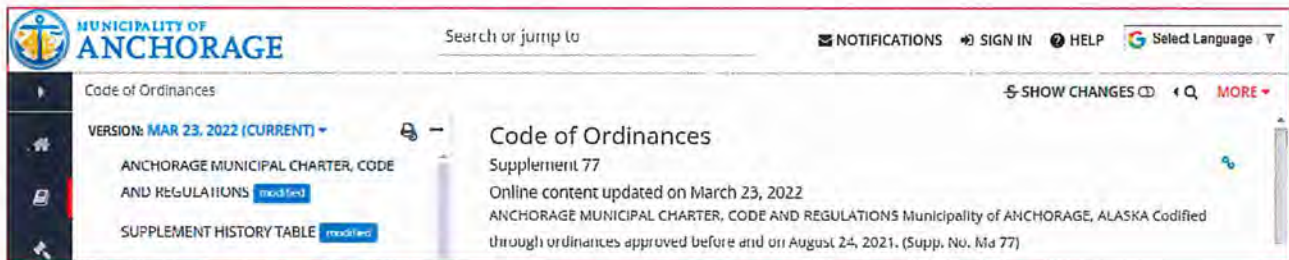 MUNICIPALITY OF
ANCHORAGE
Search or jump to
NOTIFICATIONS SIGN IN HELP Select Language
Code of Ordinances
SHOW CHANGES MORE
VERSION: MAR 23, 2022 (CURRENT)
ANCHORAGE MUNICIPAL CHARTER, CODE
AND REGULATIONS modified
SUPPLEMENT HISTORY TABLE modified
Code of Ordinances
Supplement 77
Online content updated on March 23, 2022
ANCHORAGE MUNICIPAL CHARTER, CODE AND REGULATIONS Municipality of ANCHORAGE, ALASKA Codified
through ordinances approved before and on August 24, 2021. (Supp. No. Ma 77)